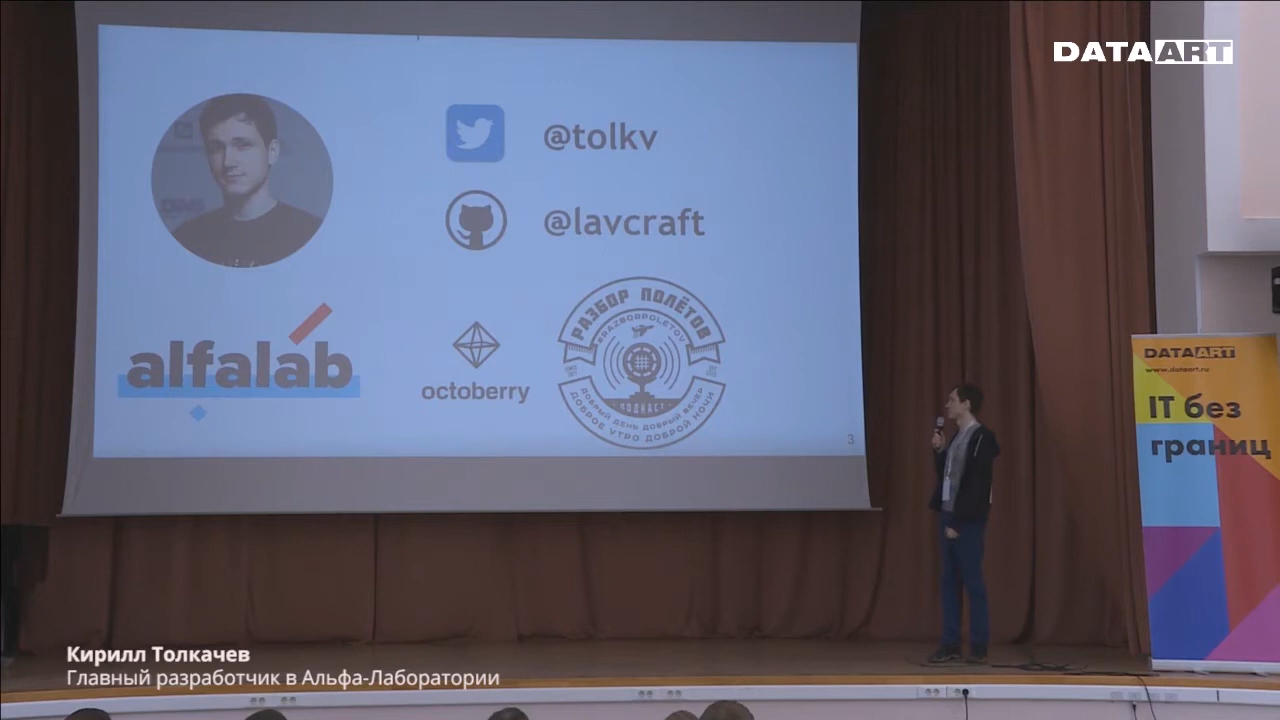 DATAART
@tolkv
@lavcraft
alfalab
octoberry
РАЗБОР ПОЛЁТОВ
#RAZBORPOLETOV
ПОДКАСТ
ДОБРЫЙ ДЕНЬ ДОБРЫЙ ВЕЧЕР
ДОБРОЕ УТРО ДОБРОЙ НОЧИ
3
DATAART
www.dataart.ru
IT без
границ
Кирилл Толкачев
Главный разработчик в Альфа-Лаборатории